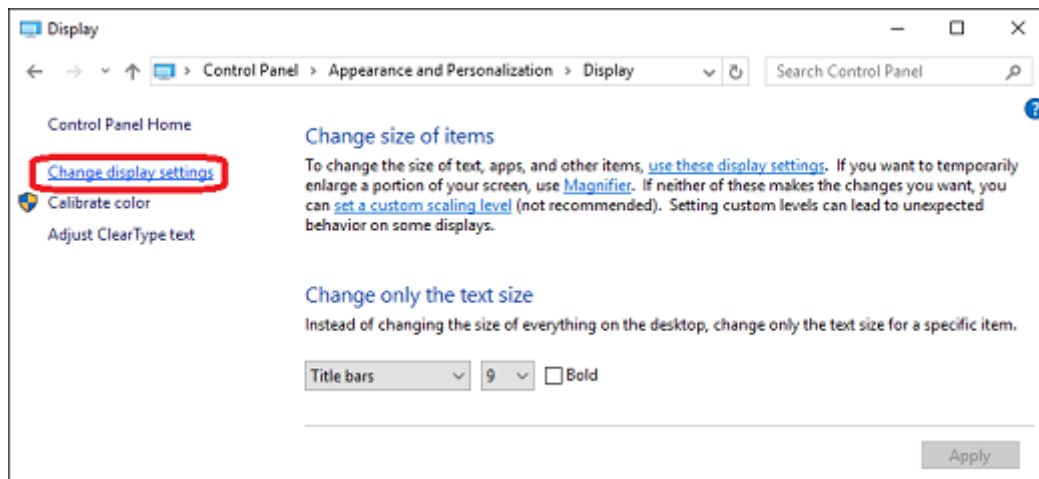 Display
Control Panel > Appearance and Personalization > Display
Search Control Panel
?
Control Panel Home
Change display settings
Calibrate color
Adjust ClearType text
Change size of items
To change the size of text, apps, and other items, use these display settings. If you want to temporarily
enlarge a portion of your screen, use Magnifier. If neither of these makes the changes you want, you
can set a custom scaling level (not recommended). Setting custom levels can lead to unexpected
behavior on some displays.
Change only the text size
Instead of changing the size of everything on the desktop, change only the text size for a specific item.
Title bars 9 Bold
Apply